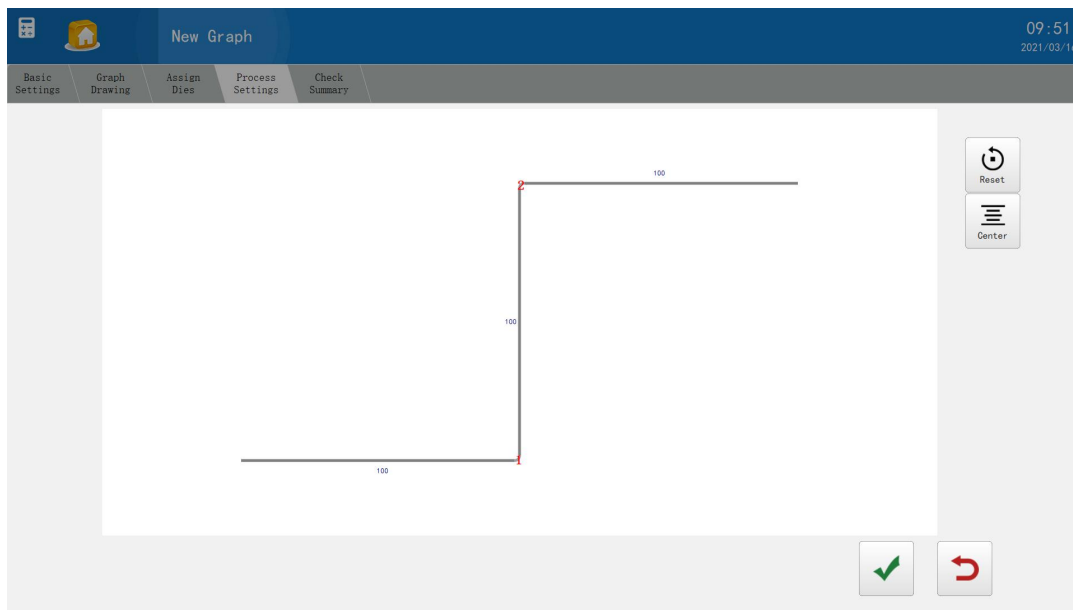 New Graph
09:51
2021/03/16
Basic
Settings
Graph
Drawing
Assign
Dies
Process
Settings
Check
Summary
100
2
Reset
Center
100
1
100